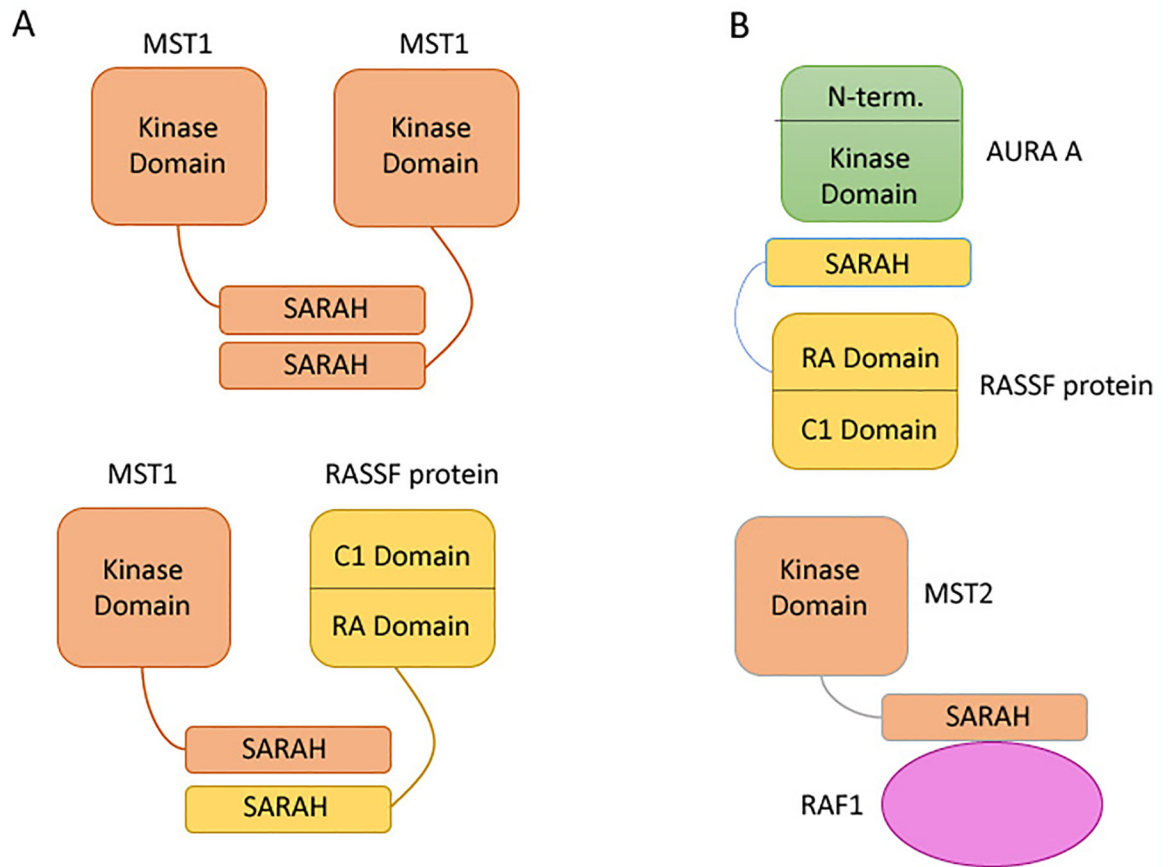 A
MST1
MST1
Kinase
Domain
Kinase
Domain
SARAH
SARAH
MST1
RASSF protein
Kinase
Domain
C1 Domain
RA Domain
SARAH
SARAH
B
N-term.
Kinase
Domain
AURA A
SARAH
RA Domain
C1 Domain
RASSF protein
Kinase
Domain
MST2
SARAH
RAF1